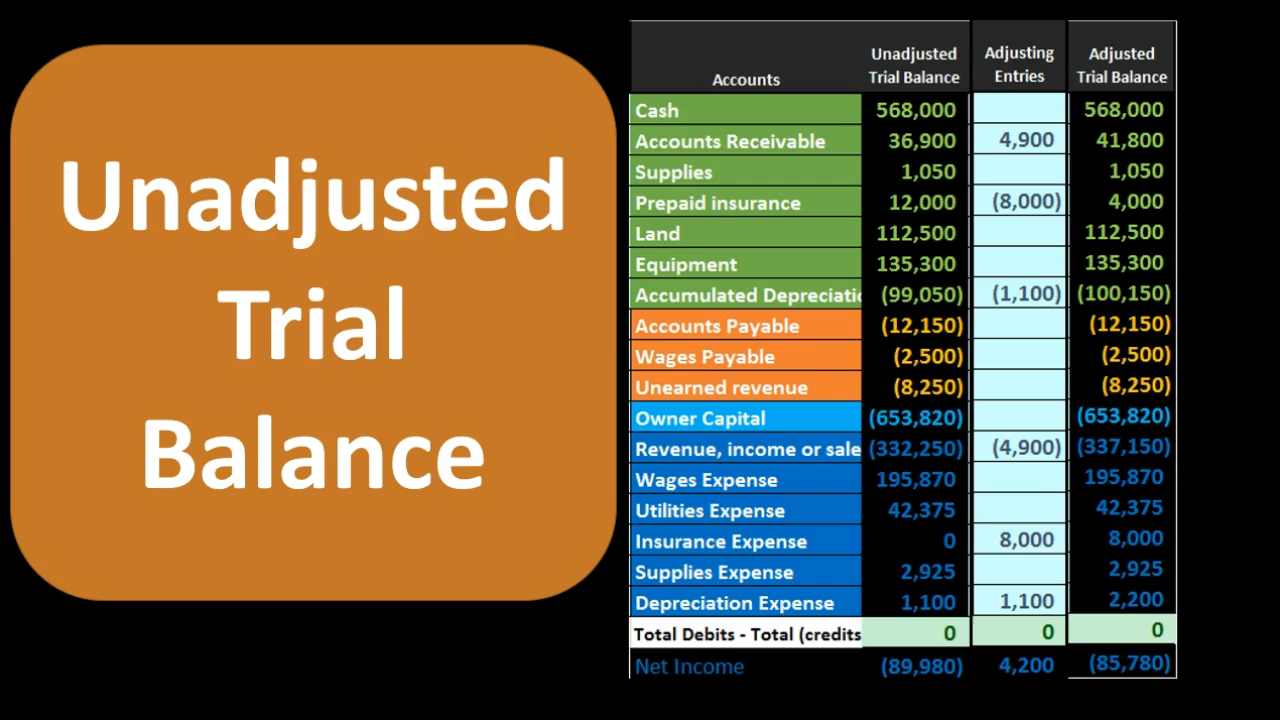 Unadjusted
Trial
Balance
Accounts Unadjusted Trial Balance Adjusting Entries Adjusted Trial Balance
Cash 568,000 568,000
Accounts Receivable 36,900 4,900 41,800
Supplies 1,050 1,050
Prepaid insurance 12,000 (8,000) 4,000
Land 112,500 112,500
Equipment 135,300 135,300
Accumulated Depreciatio (99,050) (1,100) (100,150)
Accounts Payable (12,150) (12,150)
Wages Payable (2,500) (2,500)
Unearned revenue (8,250) (8,250)
Owner Capital (653,820) (653,820)
Revenue, income or sale (332,250) (4,900) (337,150)
Wages Expense 195,870 195,870
Utilities Expense 42,375 42,375
Insurance Expense 0 8,000 8,000
Supplies Expense 2,925 2,925
Depreciation Expense 1,100 1,100 2,200
Total Debits - Total (credits 0 0 0
Net Income (89,980) 4,200 (85,780)